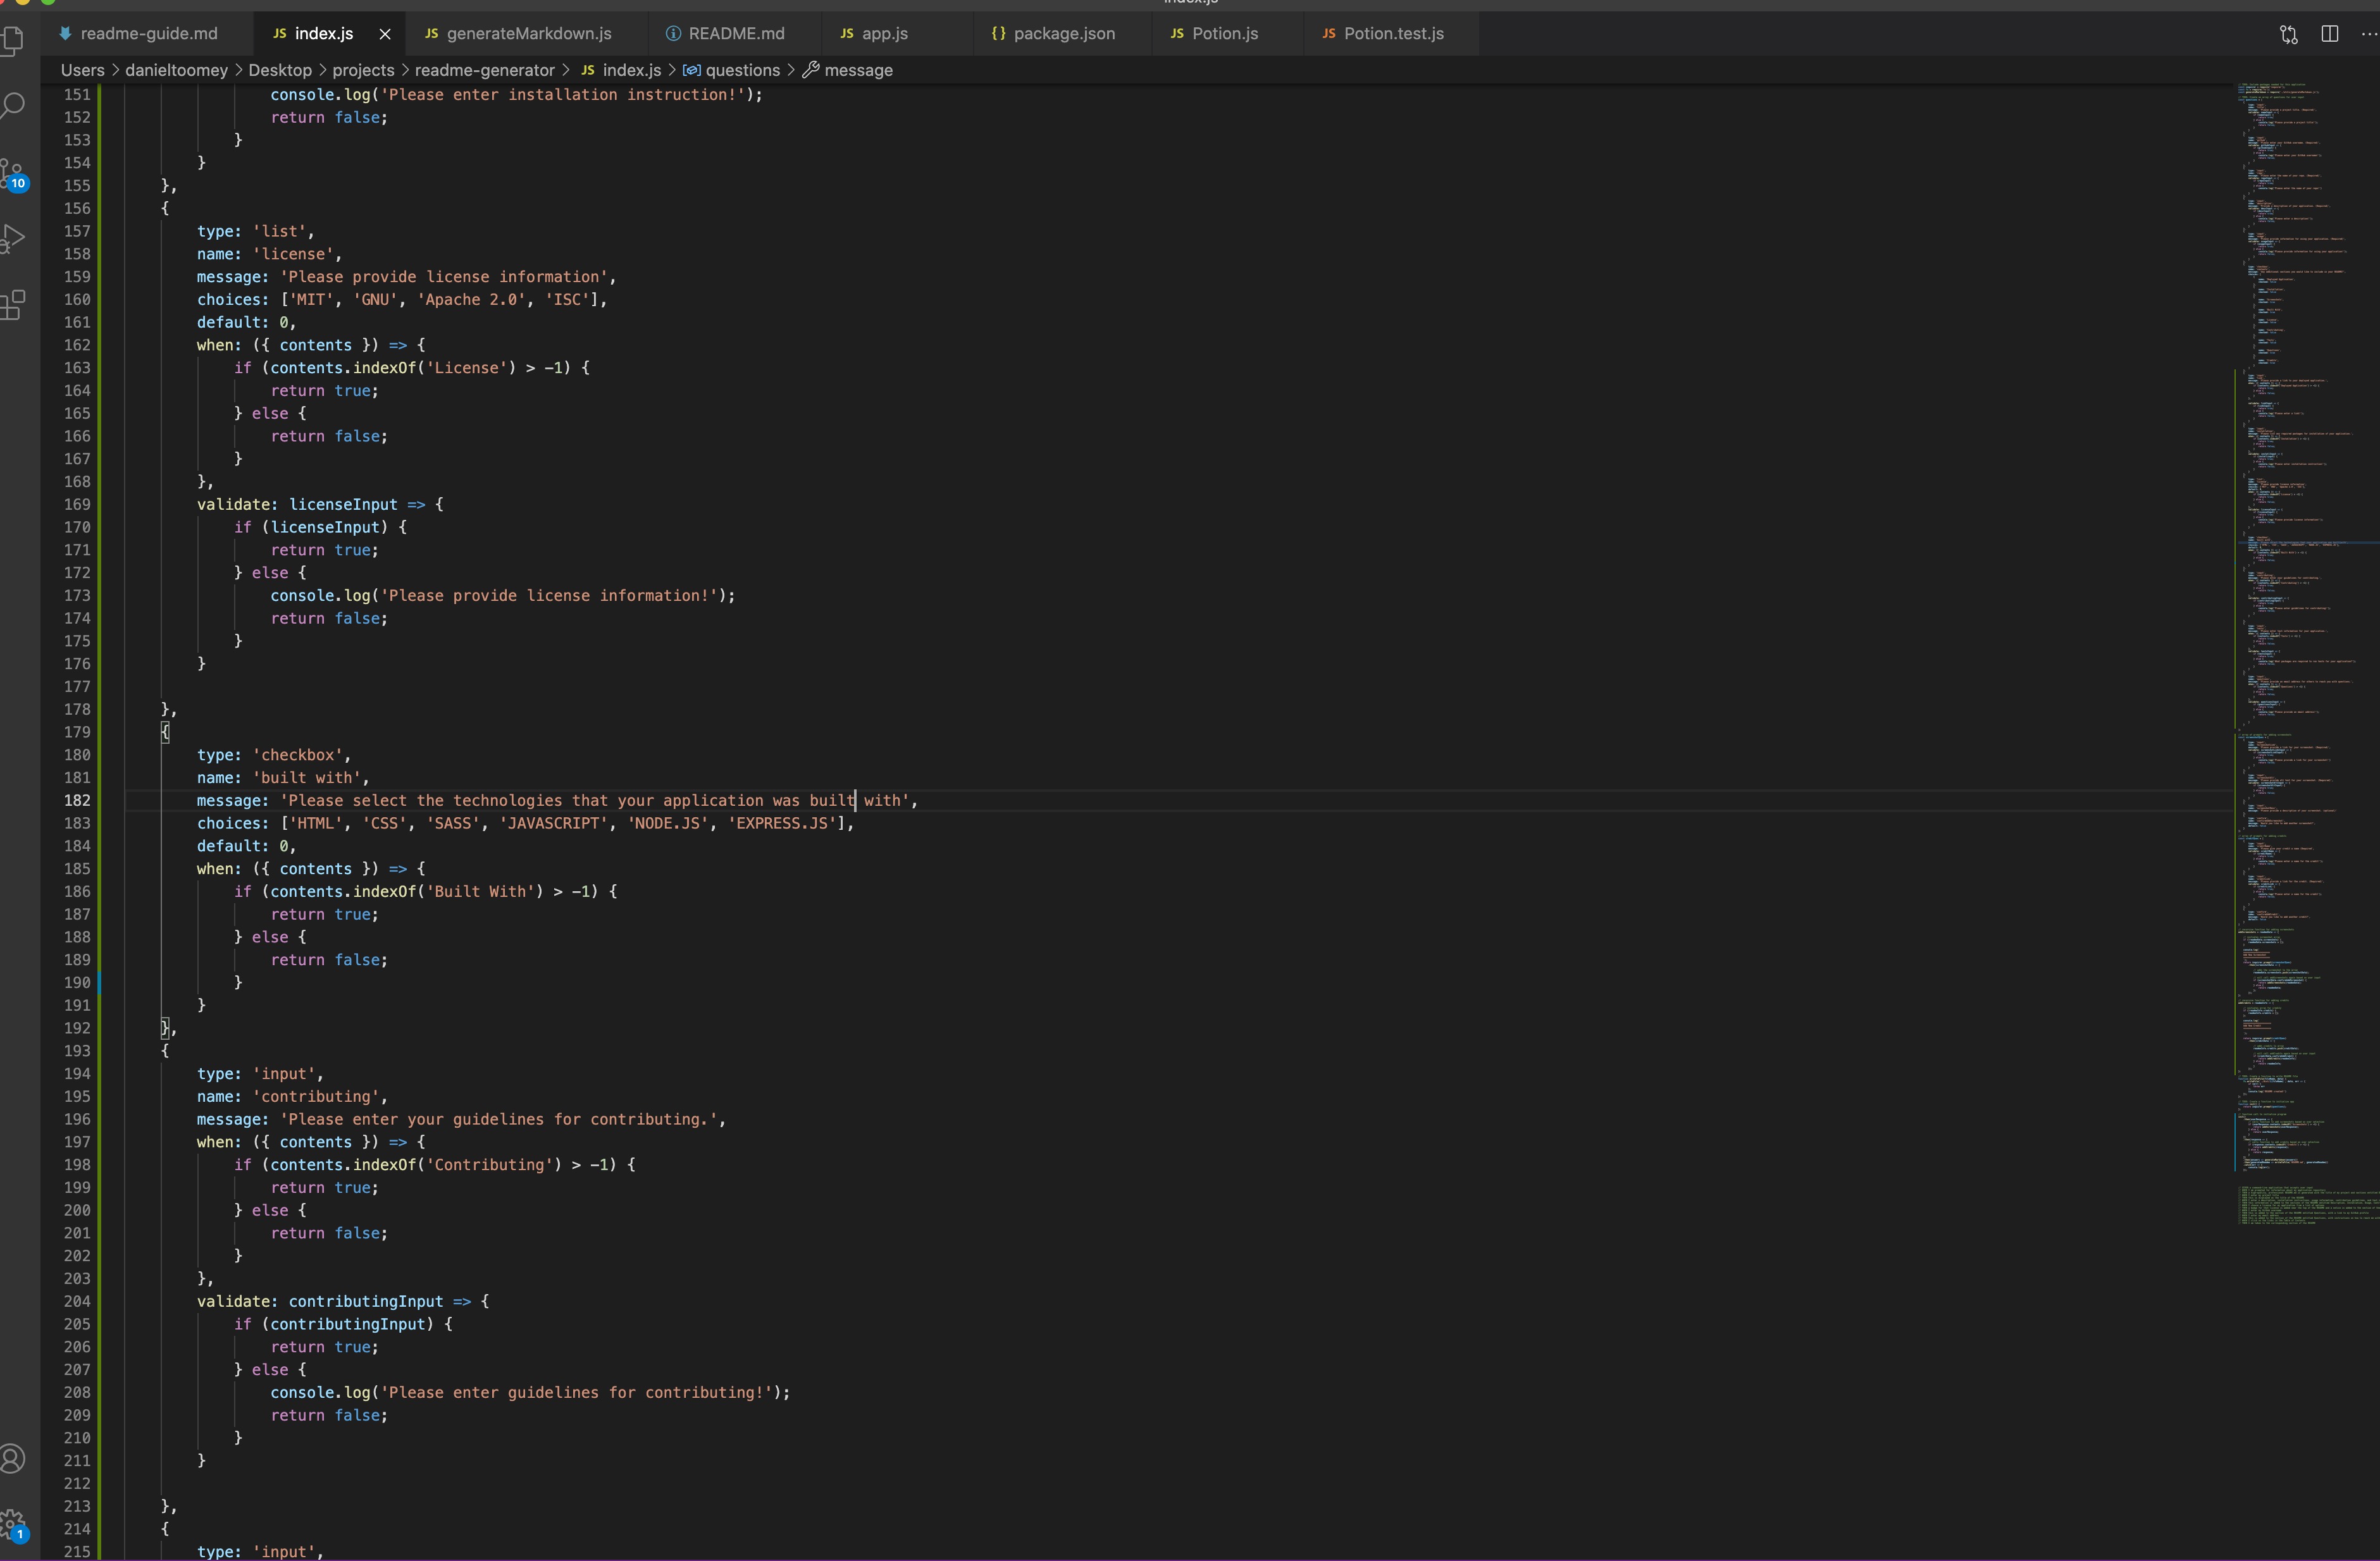 index.js
readme-guide.md JS index.js × JS generateMarkdown.js README.md JS app.js {} package.json JS Potion.js JS Potion.test.js
Users > danieltoomey > Desktop > projects > readme-generator > JS index.js > questions > message
151 console.log('Please enter installation instruction!');
152 return false;
153 }
154 }
155 },
156 {
157 type: 'list',
158 name: 'license',
159 message: 'Please provide license information',
160 choices: ['MIT', 'GNU', 'Apache 2.0', 'ISC'],
161 default: 0,
162 when: ({ contents }) => {
163 if (contents.indexOf('License') > -1) {
164 return true;
165 } else {
166 return false;
167 }
168 },
169 validate: licenseInput => {
170 if (licenseInput) {
171 return true;
172 } else {
173 console.log('Please provide license information!');
174 return false;
175 }
176 }
177
178 },
179 {
180 type: 'checkbox',
181 name: 'built with',
182 message: 'Please select the technologies that your application was built with',
183 choices: ['HTML', 'CSS', 'SASS', 'JAVASCRIPT', 'NODE.JS', 'EXPRESS.JS'],
184 default: 0,
185 when: ({ contents }) => {
186 if (contents.indexOf('Built With') > -1) {
187 return true;
188 } else {
189 return false;
190 }
191 }
192 },
193 {
194 type: 'input',
195 name: 'contributing',
196 message: 'Please enter your guidelines for contributing.',
197 when: ({ contents }) => {
198 if (contents.indexOf('Contributing') > -1) {
199 return true;
200 } else {
201 return false;
202 }
203 },
204 validate: contributingInput => {
205 if (contributingInput) {
206 return true;
207 } else {
208 console.log('Please enter guidelines for contributing!');
209 return false;
210 }
211 }
212
213 },
214 {
215 type: 'input',
10
1